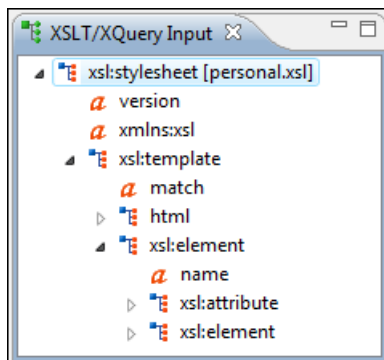 XSLT/XQuery Input
xsl:stylesheet [personal.xsl]
a version
a xmlns:xsl
xsl:template
a match
html
xsl:element
a name
xsl:attribute
xsl:element